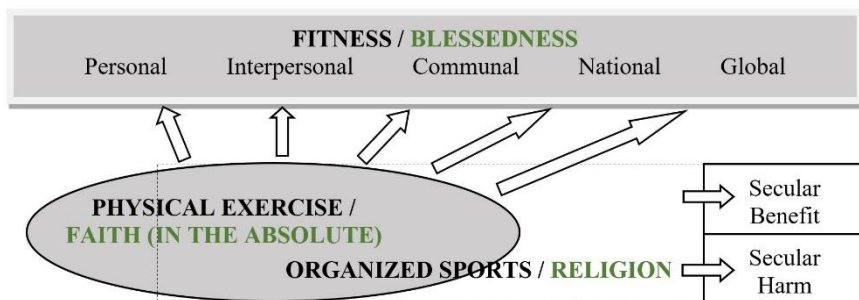 FITNESS / BLESSEDNESS
Personal Interpersonal Communal National Global
PHYSICAL EXERCISE /
FAITH (IN THE ABSOLUTE)
ORGANIZED SPORTS / RELIGION
Secular
Benefit
Secular
Harm